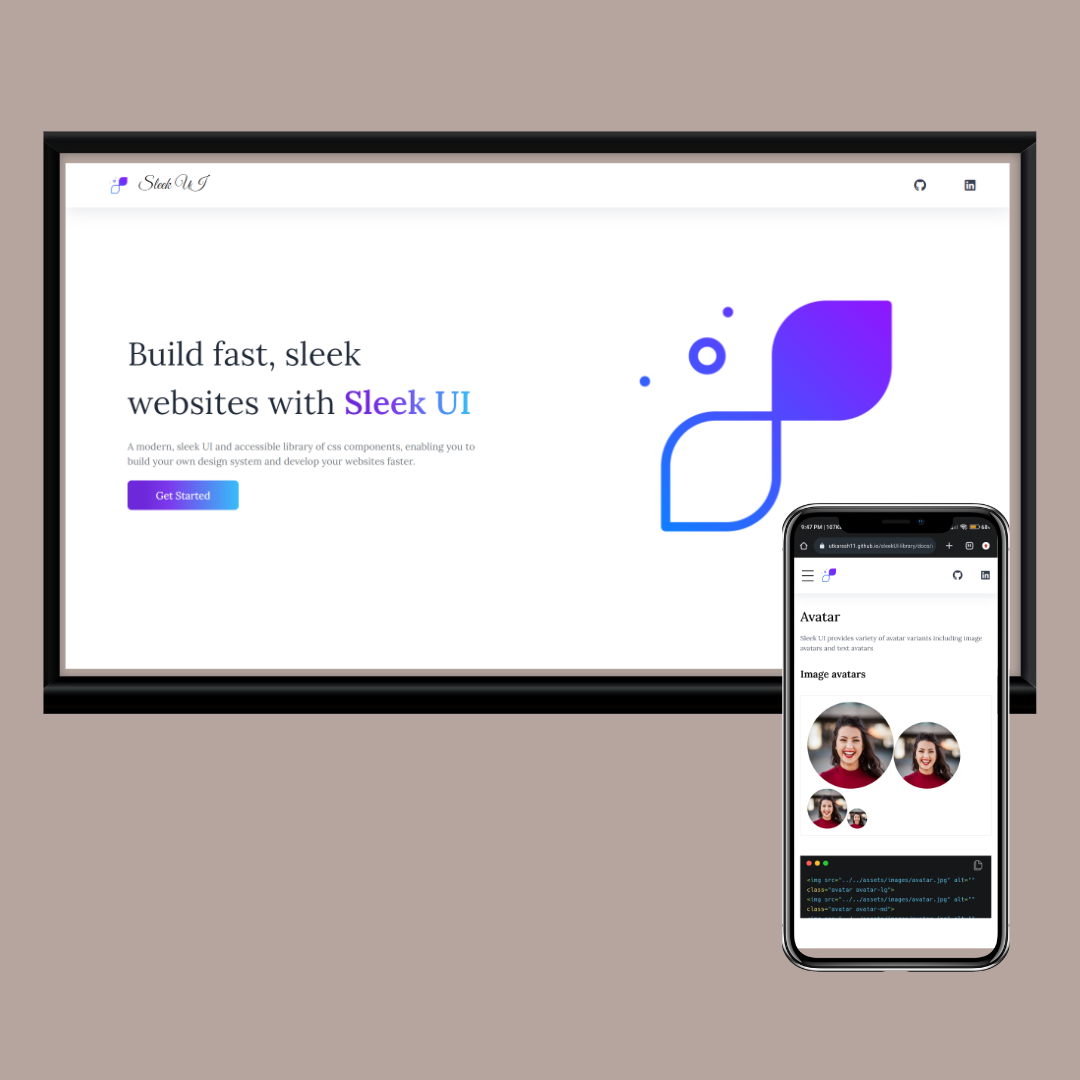 Sleek UI
Build fast, sleek
websites with Sleek UI
A modern, sleek UI and accessible library of css components, enabling you to
build your own design system and develop your websites faster.
Get Started
9:47 PM | 107K
68
utkarssh11.github.io/sleekUI-library/docs/
Avatar
Sleek UI provides variety of avatar variants including image
avatars and text avatars
Image avatars
<img src="../../assets/images/avatar.jpg" alt=""
class="avatar avatar-lg">
<img src="../../assets/images/avatar.jpg" alt=""
class="avatar avatar-md">